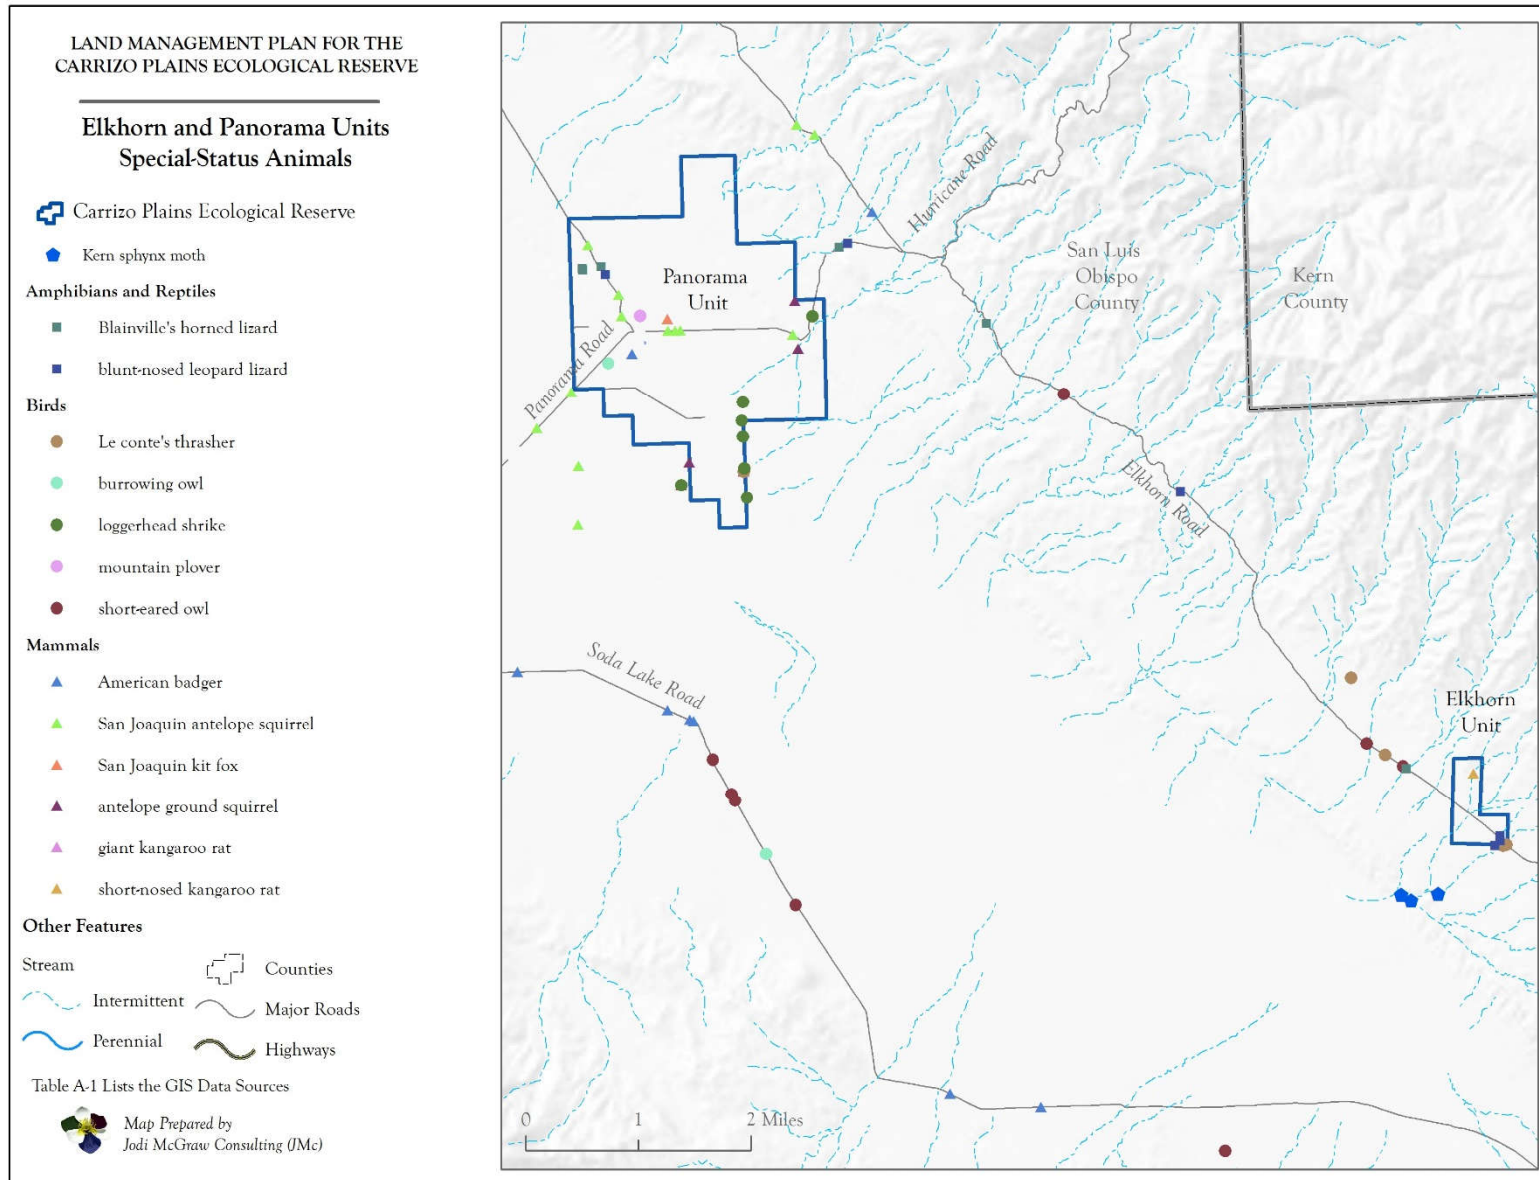 LAND MANAGEMENT PLAN FOR THE
CARRIZO PLAINS ECOLOGICAL RESERVE
Elkhorn and Panorama Units
Special-Status Animals
Carrizo Plains Ecological Reserve
Kern sphynx moth
Amphibians and Reptiles
Blainville's horned lizard
blunt-nosed leopard lizard
Birds
Le conte's thrasher
burrowing owl
loggerhead shrike
mountain plover
short-eared owl
Mammals
American badger
San Joaquin antelope squirrel
San Joaquin kit fox
antelope ground squirrel
giant kangaroo rat
short-nosed kangaroo rat
Other Features
Stream
Intermittent
Perennial
Counties
Major Roads
Highways
Table A-1 Lists the GIS Data Sources
Map Prepared by
Jodi McGraw Consulting (JMc)
Hurricane Road
San Luis
Obispo
County
Kern
County
Panorama
Unit
Panorama Road
Elkhorn Road
Soda Lake Road
Elkhorn
Unit
0 1 2 Miles